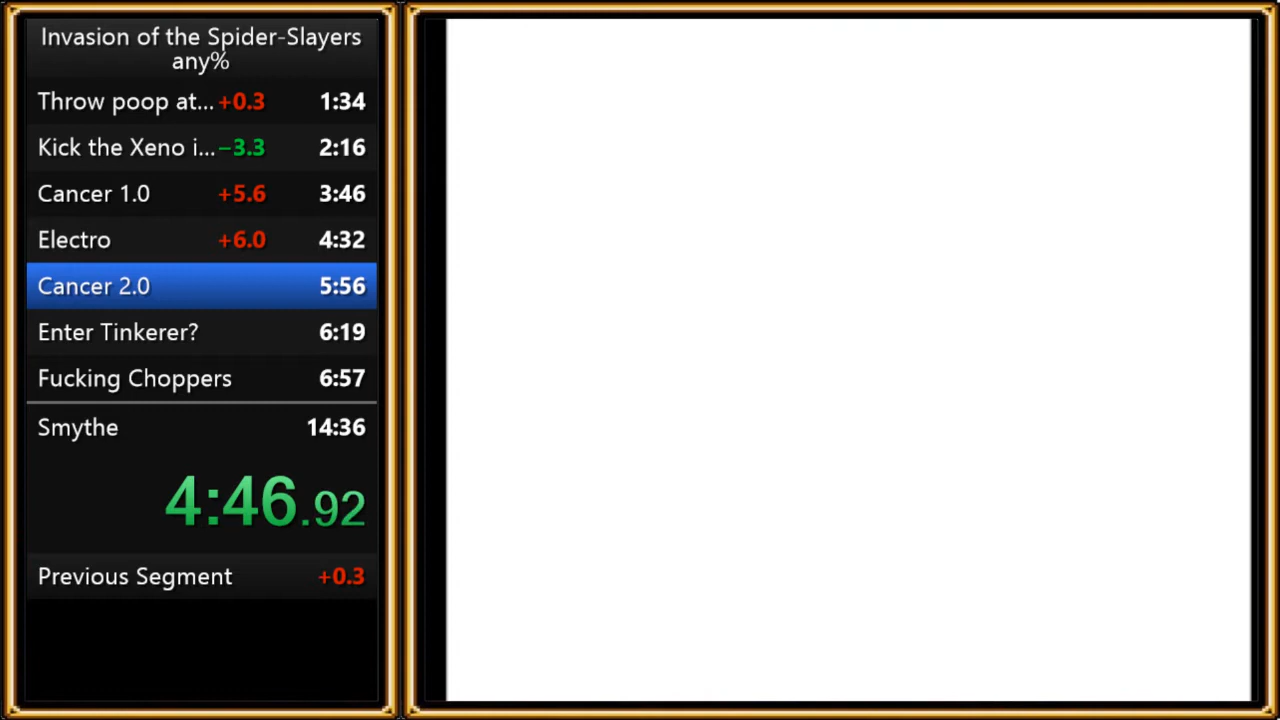 Invasion of the Spider-Slayers
any%
Throw poop at... +0.3 1:34
Kick the Xeno i... −3.3 2:16
Cancer 1.0 +5.6 3:46
Electro +6.0 4:32
Cancer 2.0 5:56
Enter Tinkerer? 6:19
Fucking Choppers 6:57
Smythe 14:36
4:46.92
Previous Segment +0.3